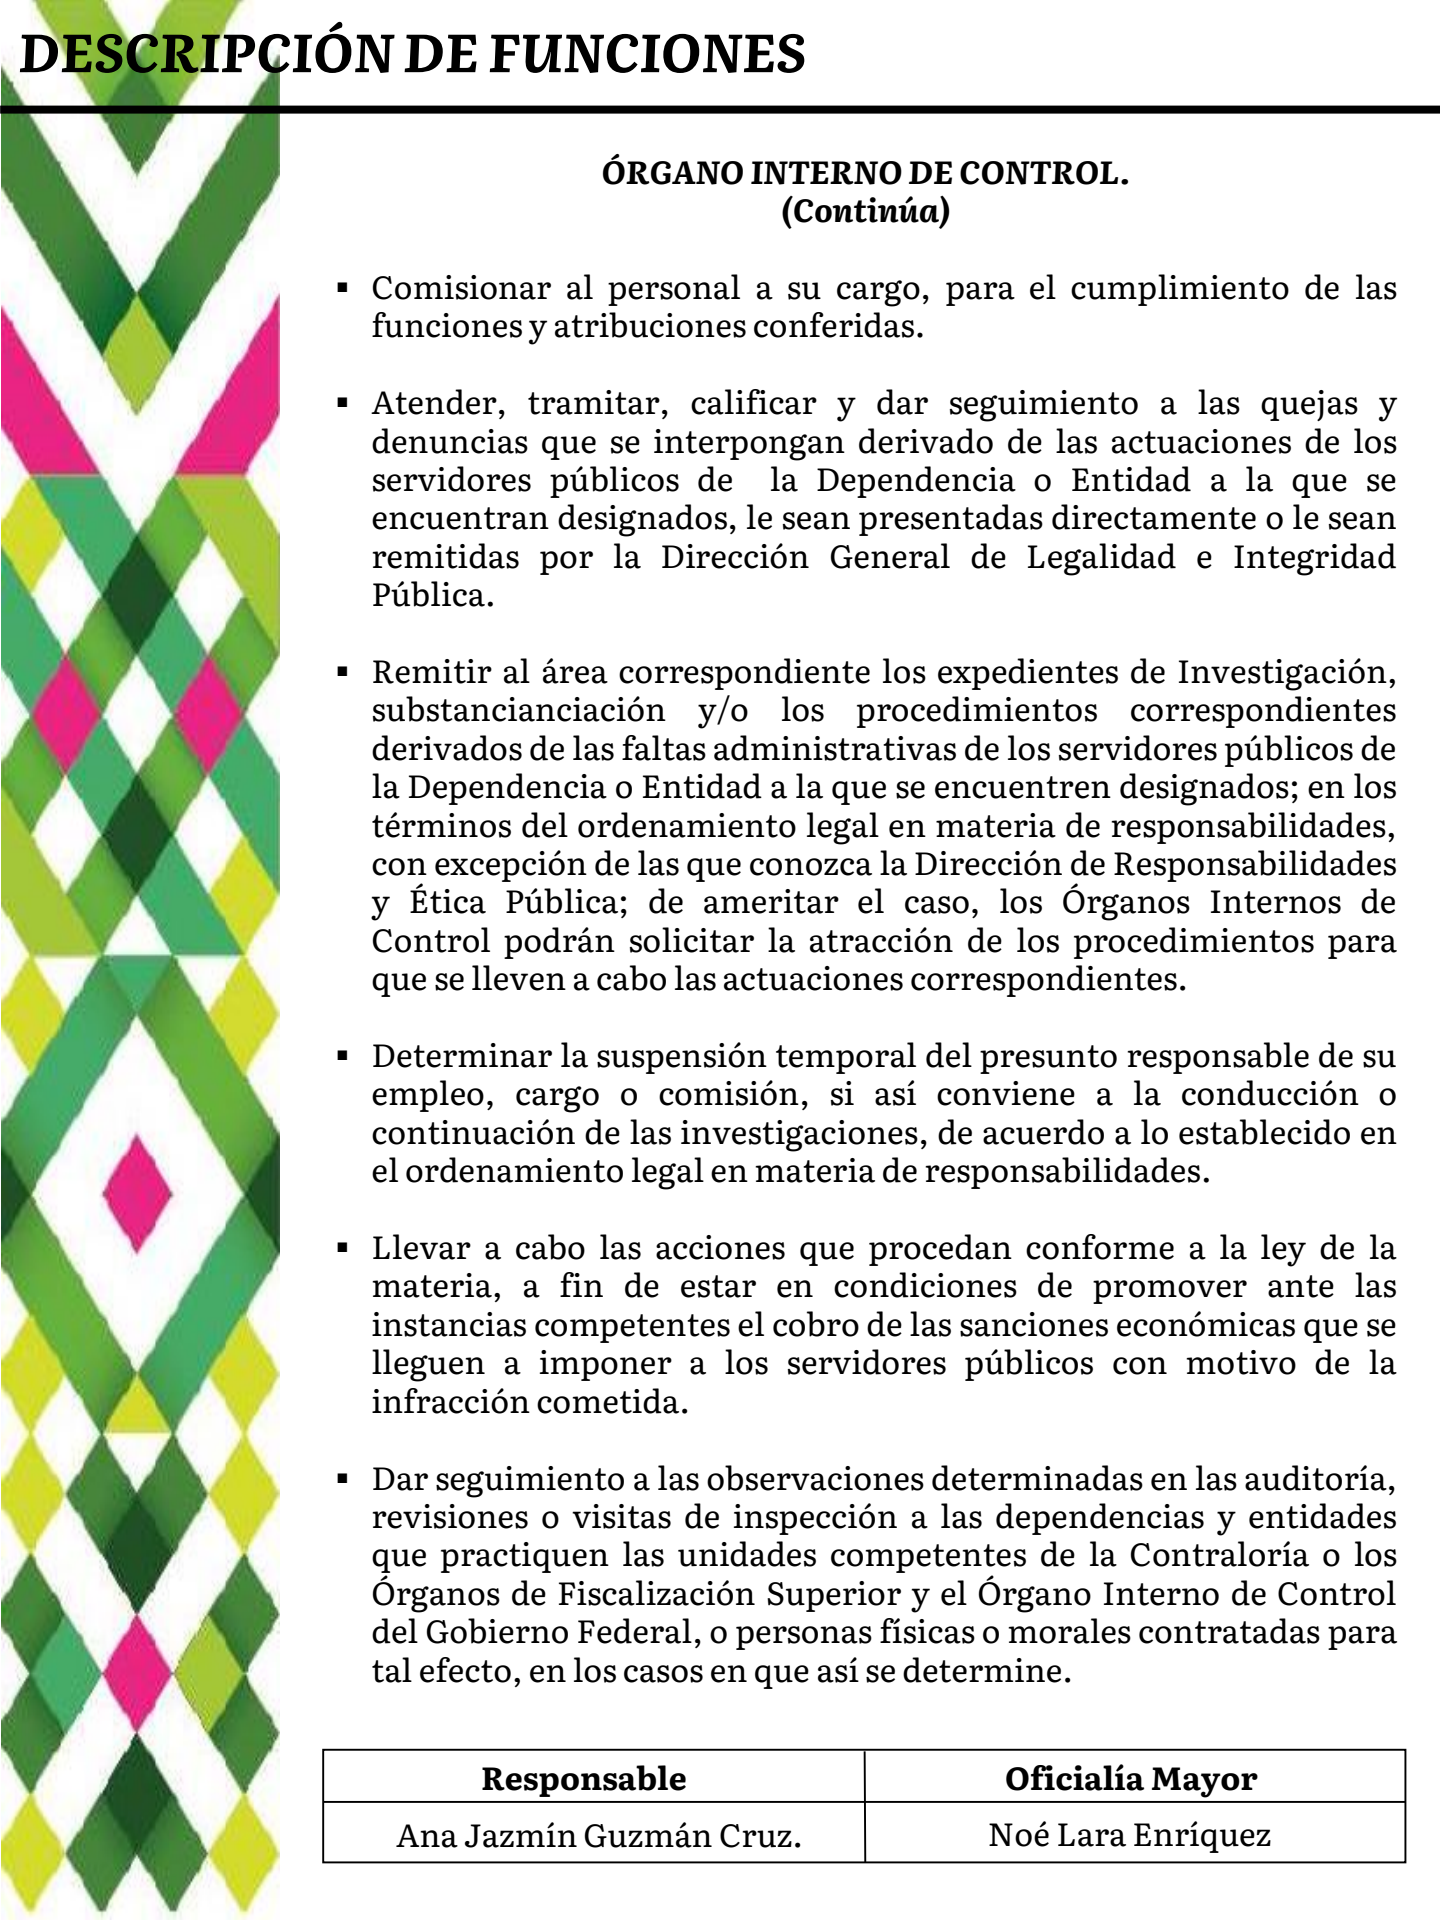 DESCRIPCIÓN DE FUNCIONES
ÓRGANO INTERNO DE CONTROL.
(Continúa)
▪ Comisionar al personal a su cargo, para el cumplimiento de las
funciones y atribuciones conferidas.
▪ Atender, tramitar, calificar y dar seguimiento a las quejas y
denuncias que se interpongan derivado de las actuaciones de los
servidores públicos de la Dependencia o Entidad a la que se
encuentran designados, le sean presentadas directamente o le sean
remitidas por la Dirección General de Legalidad e Integridad
Pública.
▪ Remitir al área correspondiente los expedientes de Investigación,
substancianciación y/o los procedimientos correspondientes
derivados de las faltas administrativas de los servidores públicos de
la Dependencia o Entidad a la que se encuentren designados; en los
términos del ordenamiento legal en materia de responsabilidades,
con excepción de las que conozca la Dirección de Responsabilidades
y Ética Pública; de ameritar el caso, los Órganos Internos de
Control podrán solicitar la atracción de los procedimientos para
que se lleven a cabo las actuaciones correspondientes.
▪ Determinar la suspensión temporal del presunto responsable de su
empleo, cargo o comisión, si así conviene a la conducción o
continuación de las investigaciones, de acuerdo a lo establecido en
el ordenamiento legal en materia de responsabilidades.
▪ Llevar a cabo las acciones que procedan conforme a la ley de la
materia, a fin de estar en condiciones de promover ante las
instancias competentes el cobro de las sanciones económicas que se
lleguen a imponer a los servidores públicos con motivo de la
infracción cometida.
▪ Dar seguimiento a las observaciones determinadas en las auditoría,
revisiones o visitas de inspección a las dependencias y entidades
que practiquen las unidades competentes de la Contraloría o los
Órganos de Fiscalización Superior y el Órgano Interno de Control
del Gobierno Federal, o personas físicas o morales contratadas para
tal efecto, en los casos en que así se determine.
Responsable
Oficialía Mayor
Ana Jazmín Guzmán Cruz.
Noé Lara Enríquez